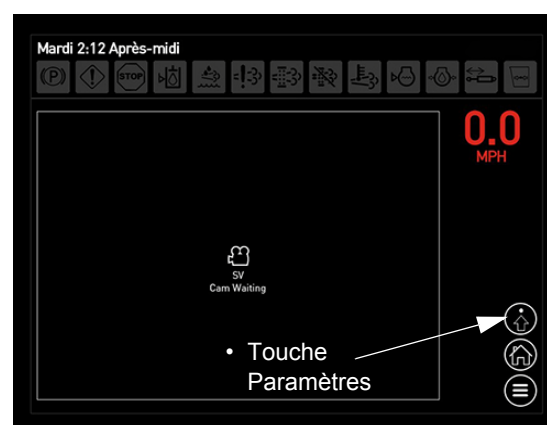 Mardi 2:12 Après-midi
(P) STOP
0.0
MPH
SV
Cam Waiting
• Touche
Paramètres